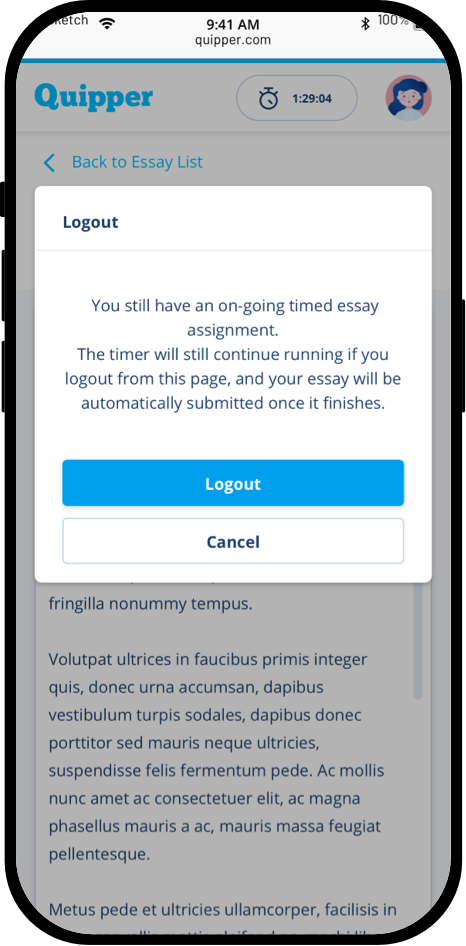 9:41 AM
100%
quipper.com
Quipper
1:29:04
Back to Essay List
Logout
You still have an on-going timed essay
assignment.
The timer will still continue running if you
logout from this page, and your essay will be
automatically submitted once it finishes.
Logout
Cancel
fringilla nonummy tempus.
Volutpat ultrices in faucibus primis integer
quis, donec urna accumsan, dapibus
vestibulum turpis sodales, dapibus donec
porttitor sed mauris neque ultricies,
suspendisse felis fermentum pede. Ac mollis
nunc amet ac consectetuer elit, ac magna
phasellus mauris a ac, mauris massa feugiat
pellentesque.
Metus pede et ultricies ullamcorper, facilisis in